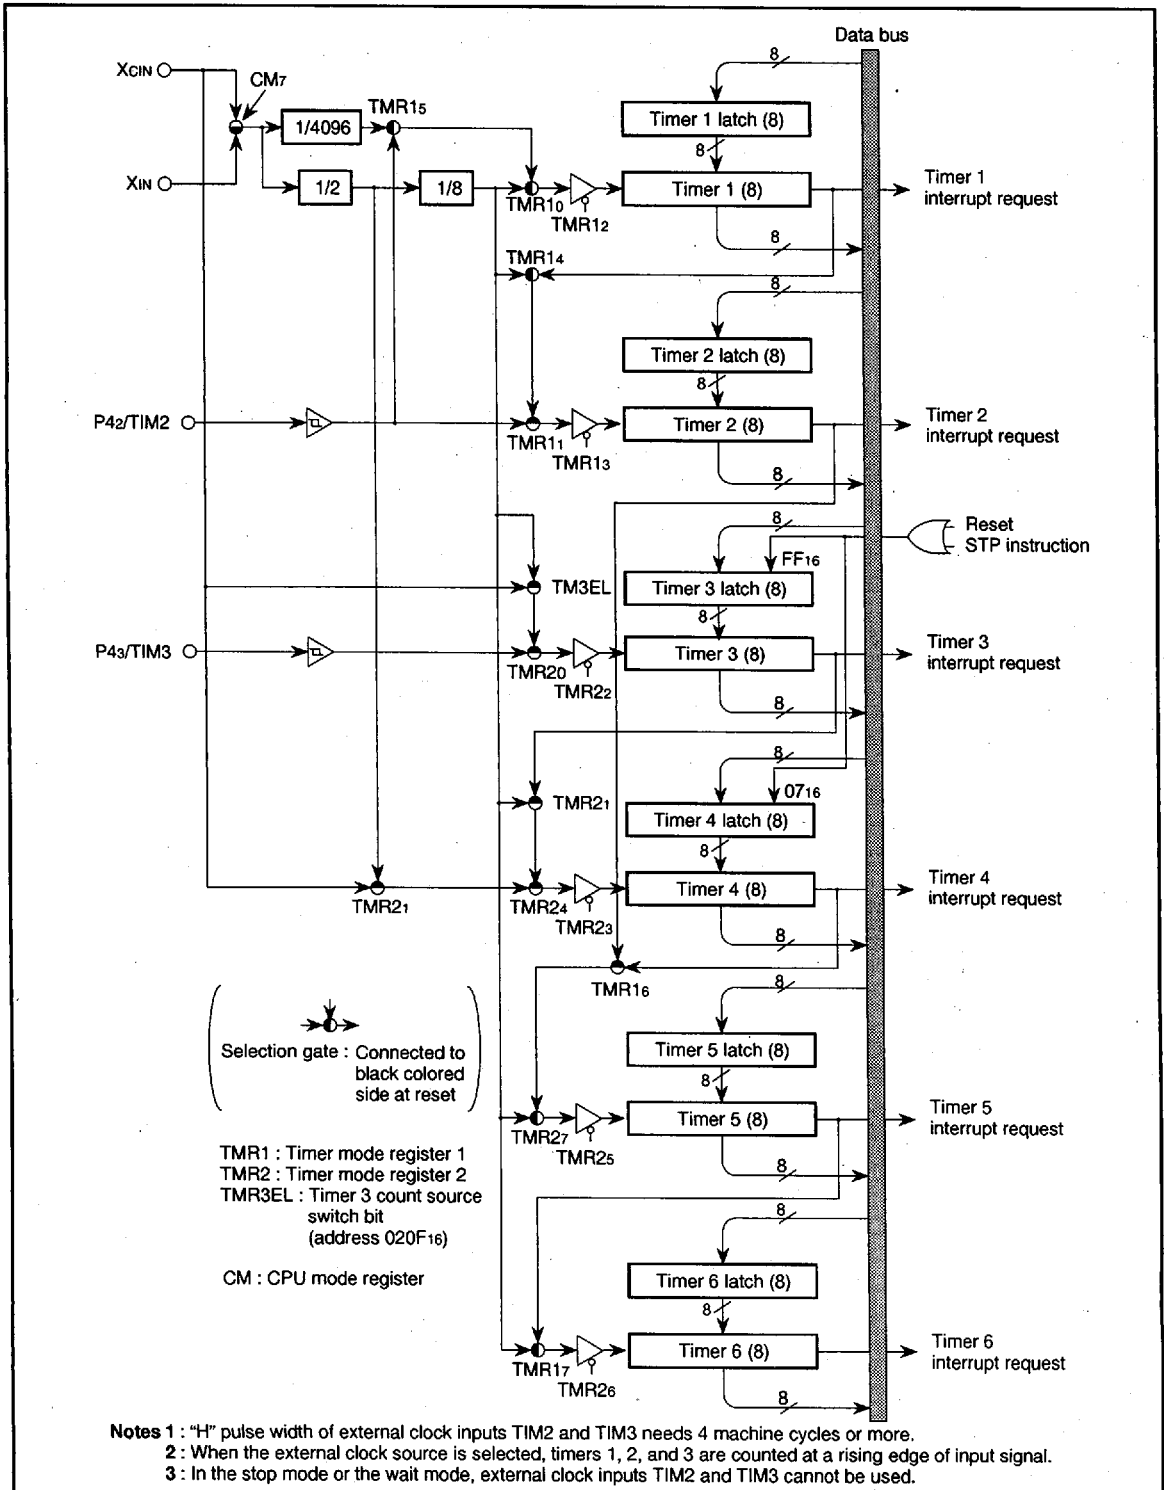 Data bus
XCIN
CM7
TMR15
1/4096
8
Timer 1 latch (8)
8
XIN
1/2
1/8
TMR10
TMR12
Timer 1 (8)
Timer 1
interrupt request
8
TMR14
8
Timer 2 latch (8)
8
P42/TIM2
TMR11
TMR13
Timer 2 (8)
Timer 2
interrupt request
8
8
Reset
STP instruction
FF16
TM3EL
Timer 3 latch (8)
8
P43/TIM3
TMR20
TMR22
Timer 3 (8)
Timer 3
interrupt request
8
8
0716
TMR21
Timer 4 latch (8)
8
TMR21
TMR24
TMR23
Timer 4 (8)
Timer 4
interrupt request
8
TMR16
8
Selection gate : Connected to
black colored
side at reset
Timer 5 latch (8)
8
TMR27
TMR25
Timer 5 (8)
Timer 5
interrupt request
8
TMR1 : Timer mode register 1
TMR2 : Timer mode register 2
TMR3EL : Timer 3 count source
switch bit
(address 020F16)
CM : CPU mode register
8
Timer 6 latch (8)
8
TMR17
TMR26
Timer 6 (8)
Timer 6
interrupt request
8
Notes 1 : “H” pulse width of external clock inputs TIM2 and TIM3 needs 4 machine cycles or more.
2 : When the external clock source is selected, timers 1, 2, and 3 are counted at a rising edge of input signal.
3 : In the stop mode or the wait mode, external clock inputs TIM2 and TIM3 cannot be used.